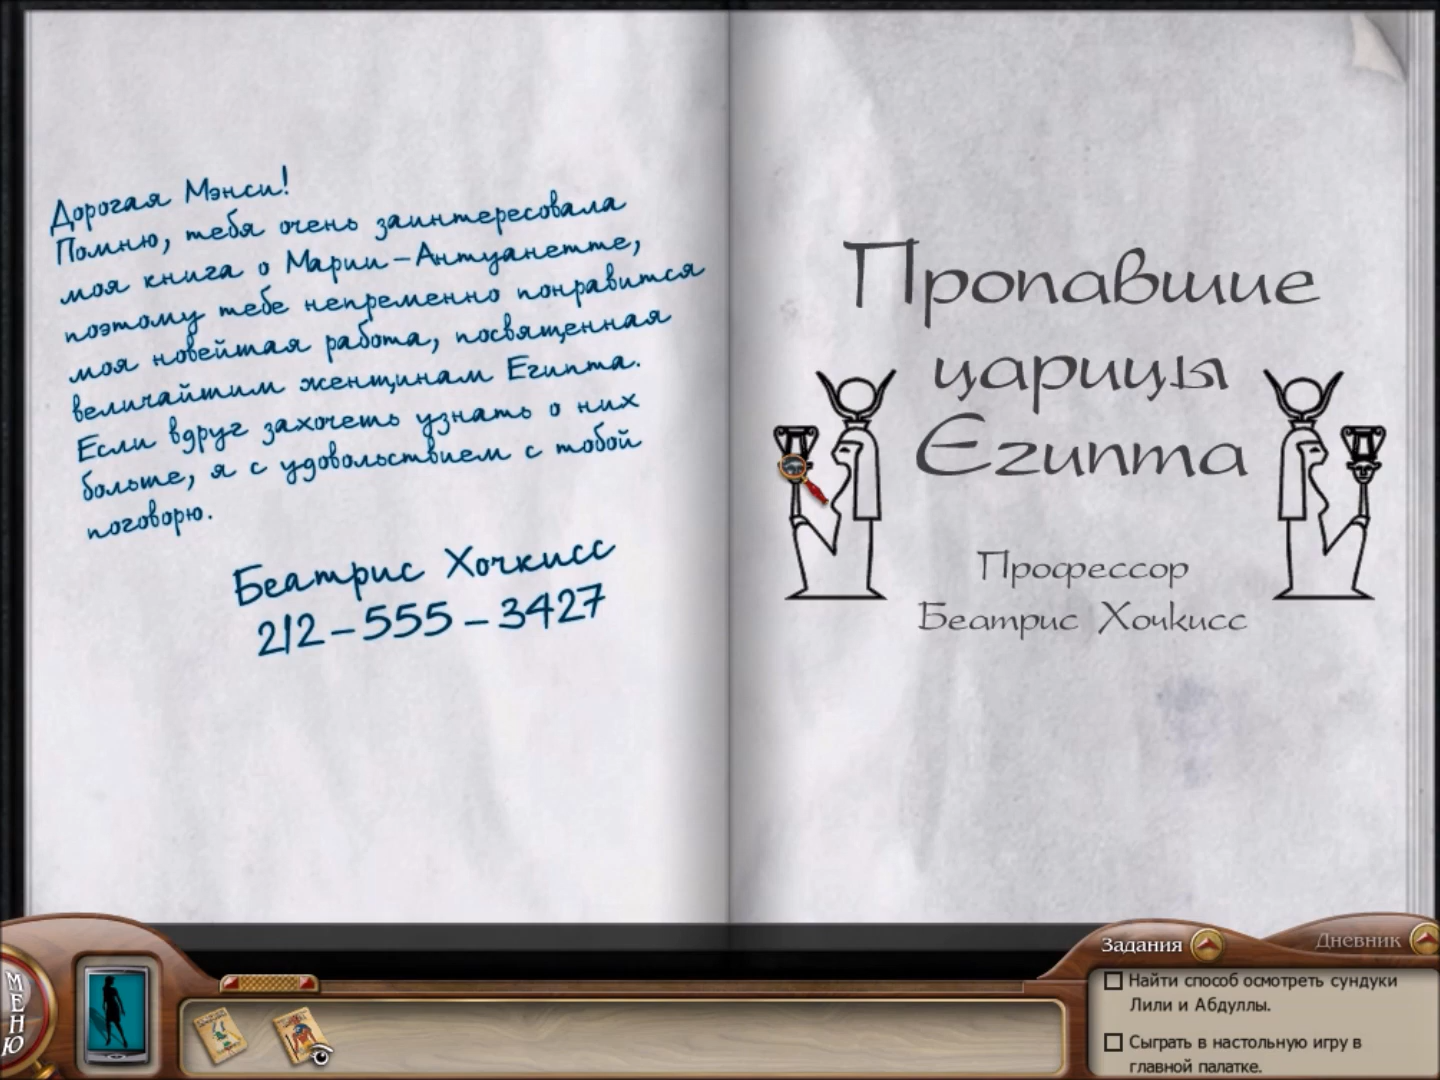 Дорогая Мэнси!
Помню, тебя очень заинтересовала
моя книга о Марии-Антуанетте,
поэтому тебе непременно понравится
моя новейшая работа, посвященная
величайшим женщинам Египта.
Если вдруг захочешь узнать о них
больше, я с удовольствием с тобой
поговорю.
Беатрис Хочкисс
212-555-3427
Пропавшие
царицы
Египта
Профессор
Беатрис Хочкисс
МЕНЮ
Задания
Дневник
Найти способ осмотреть сундуки
Лили и Абдуллы.
Сыграть в настольную игру в
главной палатке.